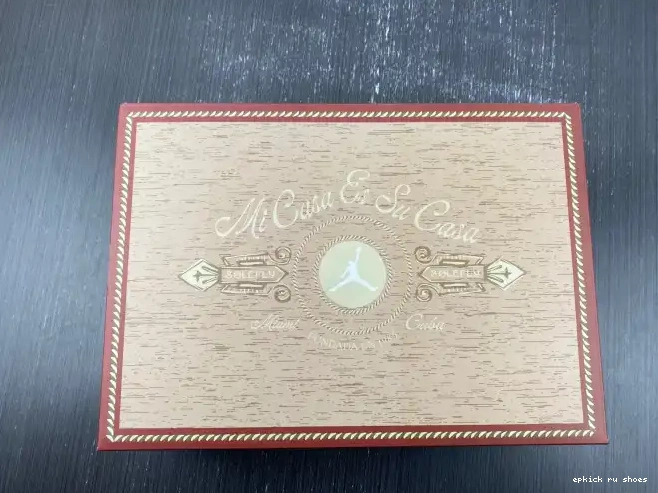 Mi Casa Es Su Casa
SOLEFLY SOLEFLY
Miami Cuba
epkick ru shoes